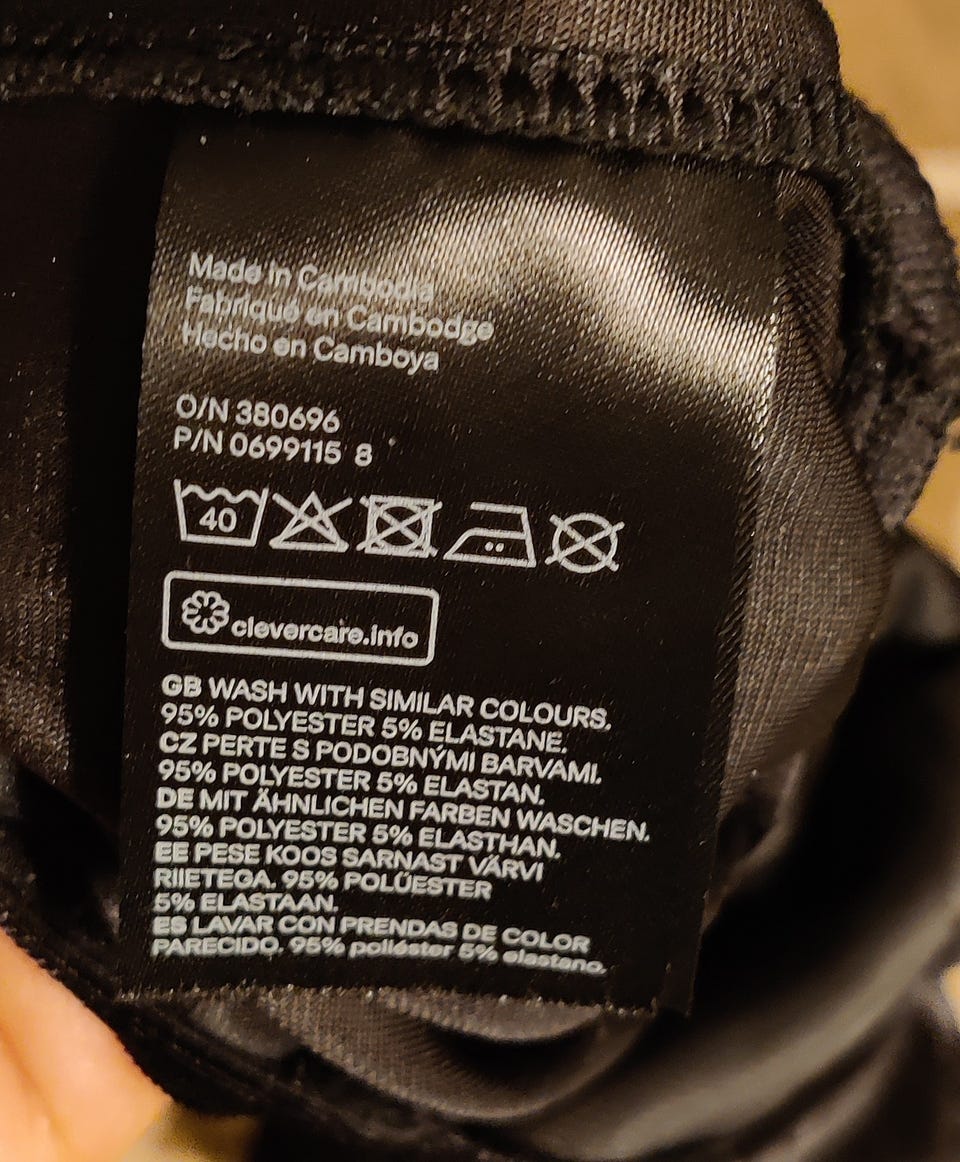 Made in Cambodia
Fabriqué en Cambodge
Hecho en Camboya
O/N 380696
P/N 0699115 8
40
clevercare.info
GB WASH WITH SIMILAR COLOURS.
95% POLYESTER 5% ELASTANE.
CZ PERTE S PODOBNÝMI BARVAMI.
95% POLYESTER 5% ELASTAN.
DE MIT ÄHNLICHEN FARBEN WASCHEN.
95% POLYESTER 5% ELASTHAN.
EE PESE KOOS SARNAST VÄRVI
RIIETEGA. 95% POLÜESTER
5% ELASTAAN.
ES LAVAR CON PRENDAS DE COLOR
PARECIDO. 95% poliéster 5% elastano.